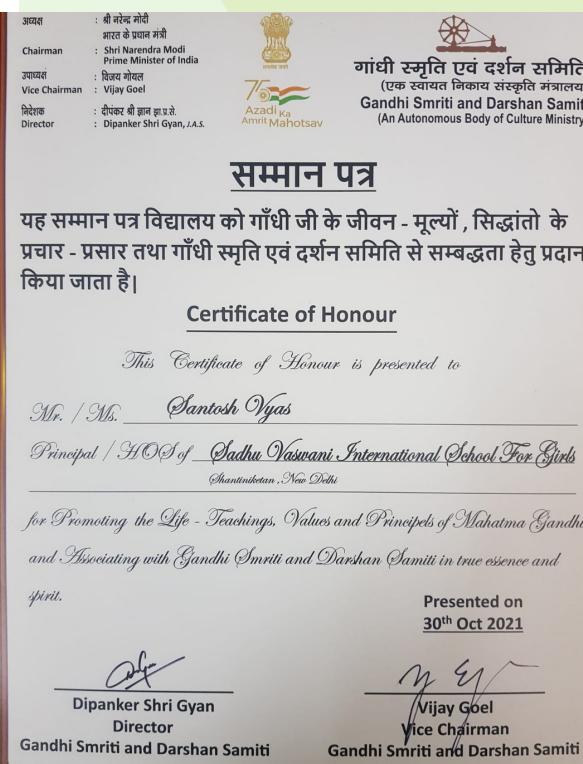 अध्यक्ष : श्री नरेन्द्र मोदी
भारत के प्रधान मंत्री
Chairman : Shri Narendra Modi
Prime Minister of India
उपाध्यक्ष : विजय गोयल
Vice Chairman : Vijay Goel
निदेशक : दीपंकर श्री ज्ञान झा.प्र.से.
Director : Dipanker Shri Gyan, J.A.S.
सत्यमेव जयते
75
Azadi Ka
Amrit Mahotsav
गांधी स्मृति एवं दर्शन समिति
(एक स्वायत निकाय संस्कृति मंत्रालय
Gandhi Smriti and Darshan Samit
(An Autonomous Body of Culture Ministry
सम्मान पत्र
यह सम्मान पत्र विद्यालय को गाँधी जी के जीवन - मूल्यों , सिद्धांतो के
प्रचार - प्रसार तथा गाँधी स्मृति एवं दर्शन समिति से सम्बद्धता हेतु प्रदान
किया जाता है|
Certificate of Honour
This Certificate of Honour is presented to
Mr. / Ms. Santosh Vyas
Principal / HOS of Sadhu Vaswani International School For Girls
Shantiniketan , New Delhi
for Promoting the Life - Teachings, Values and Principels of Mahatma Gandhi
and Associating with Gandhi Smriti and Darshan Samiti in true essence and
spirit.
Presented on
30th Oct 2021
Dipanker Shri Gyan
Director
Gandhi Smriti and Darshan Samiti
Vijay Goel
Vice Chairman
Gandhi Smriti and Darshan Samiti